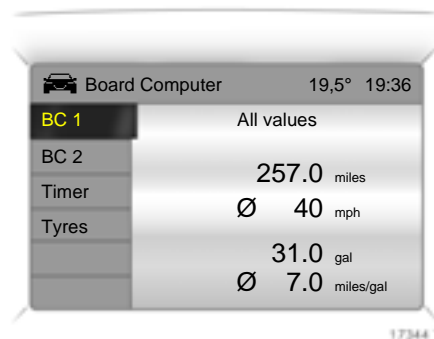 Board Computer 19,5° 19:36
BC 1
All values
BC 2
257.0 miles
Timer
Ø 40 mph
Tyres
31.0 gal
Ø 7.0 miles/gal
17344